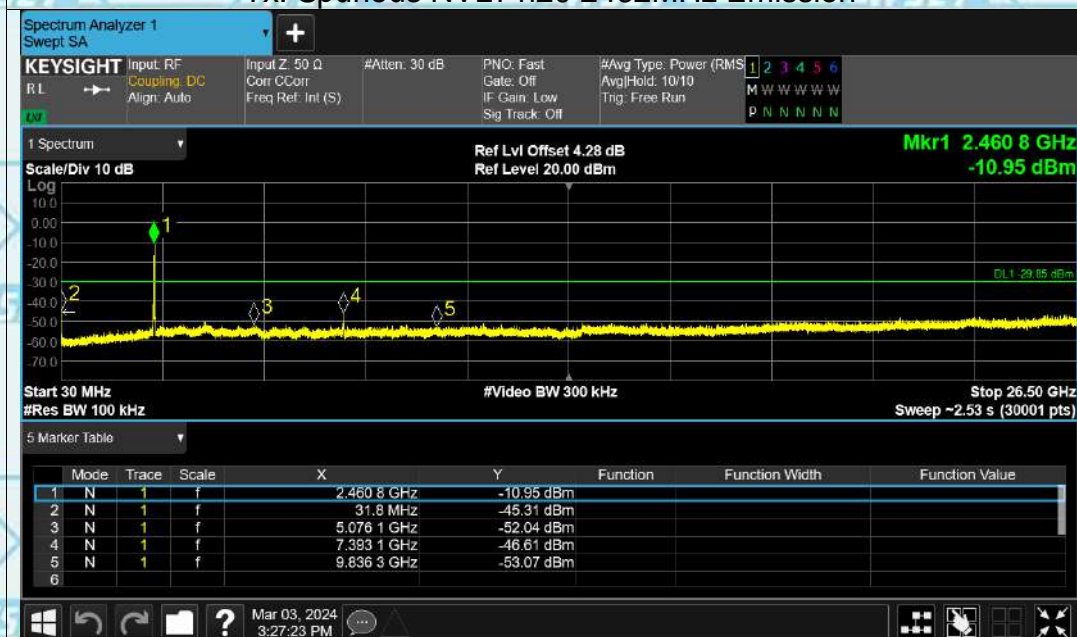 Tx. Spurious NVLT n20 2462MHz Emission
Spectrum Analyzer 1
Swept SA
+
KEYSIGHT Input: RF Input Z: 50 Ω #Atten: 30 dB PNO: Fast #Avg Type: Power (RMS 1 2 3 4 5 6
RL Coupling: DC Corr CCorr Gate: Off Avg|Hold: 10/10 M W W W W W
Align: Auto Freq Ref: Int (S) IF Gain: Low Trig: Free Run
Sig Track: Off P N N N N N
1 Spectrum Ref Lvl Offset 4.28 dB Mkr1 2.460 8 GHz
Scale/Div 10 dB Ref Level 20.00 dBm -10.95 dBm
Log
10.0
0.00
-10.0
-20.0
-30.0
-40.0
-50.0
-60.0
-70.0
1
DL1 -29.85 dBm
2
3
4
5
Start 30 MHz #Video BW 300 kHz Stop 26.50 GHz
#Res BW 100 kHz Sweep ~2.53 s (30001 pts)
5 Marker Table
Mode Trace Scale X Y Function Function Width Function Value
1 N 1 f 2.460 8 GHz -10.95 dBm
2 N 1 f 31.8 MHz -45.31 dBm
3 N 1 f 5.076 1 GHz -52.04 dBm
4 N 1 f 7.393 1 GHz -46.61 dBm
5 N 1 f 9.836 3 GHz -53.07 dBm
6
? Mar 03, 2024
3:27:23 PM